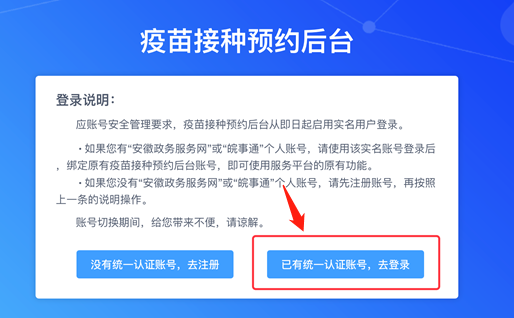 疫苗接种预约后台
登录说明：
应账号安全管理要求，疫苗接种预约后台从即日起启用实名用户登录。
・如果您有“安徽政务服务网”或“皖事通”个人账号，请使用该实名账号登录后
，绑定原有疫苗接种预约后台账号，即可使用服务平台的原有功能。
・如果您没有“安徽政务服务网”或“皖事通”个人账号，请先注册账号，再按照
上一条的说明操作。
账号切换期间，给您带来不便，请谅解。
没有统一认证账号，去注册
已有统一认证账号，去登录